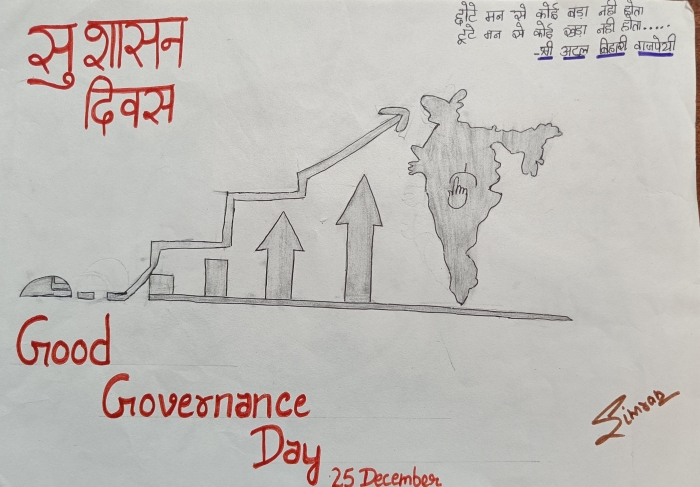 सुशासन
दिवस
छोटे मन से कोई बड़ा नहीं होता
टूटे मन से कोई खड़ा नहीं होता.....
-श्री अटल बिहारी वाजपेयी
Good
Governance
Day
25 December
Simran